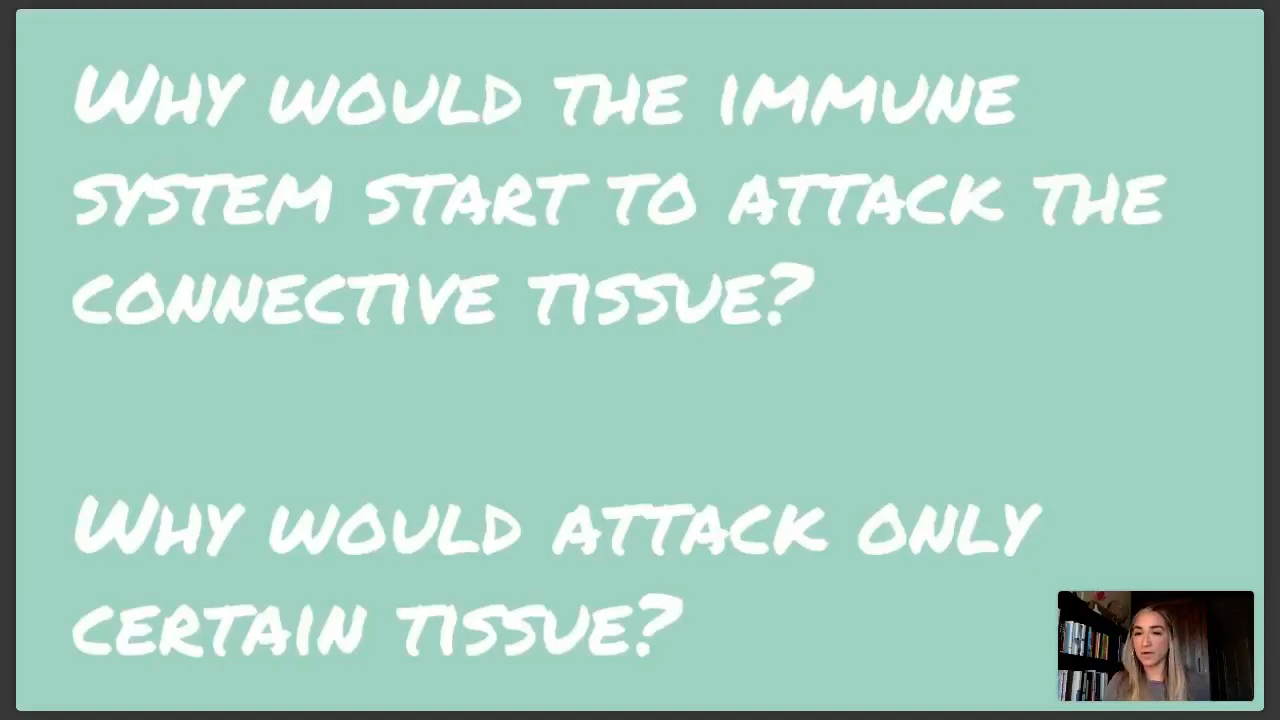 Why would the immune
system start to attack the
connective tissue?
Why would attack only
certain tissue?